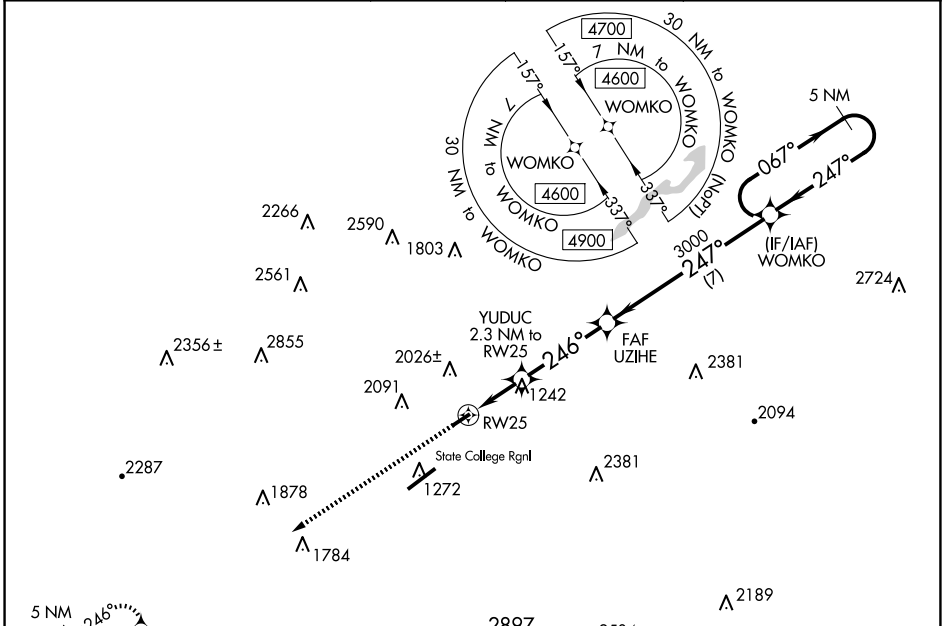 4700
30 NM to WOMKO (NoPT)
157°
7 NM to WOMKO
4600
WOMKO
337°
157°
7 NM to WOMKO
30 NM to WOMKO
WOMKO
4600
337°
4900
5 NM
067°
247°
(IF/IAF)
WOMKO
3000
247°
(7)
2266
2590
1803
2561
2724
YUDUC
2.3 NM to
RW25
246°
FAF
UZIHE
2356±
2855
2026±
2381
2091
1242
2094
RW25
State College Rgnl
2287
2381
1272
1878
1784
2189
5 NM
246°
2897